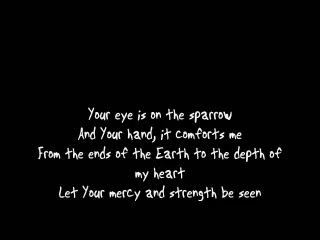 Your eye is on the sparrow
And Your hand, it comforts me
From the ends of the Earth to the depth of
my heart
Let Your mercy and strength be seen